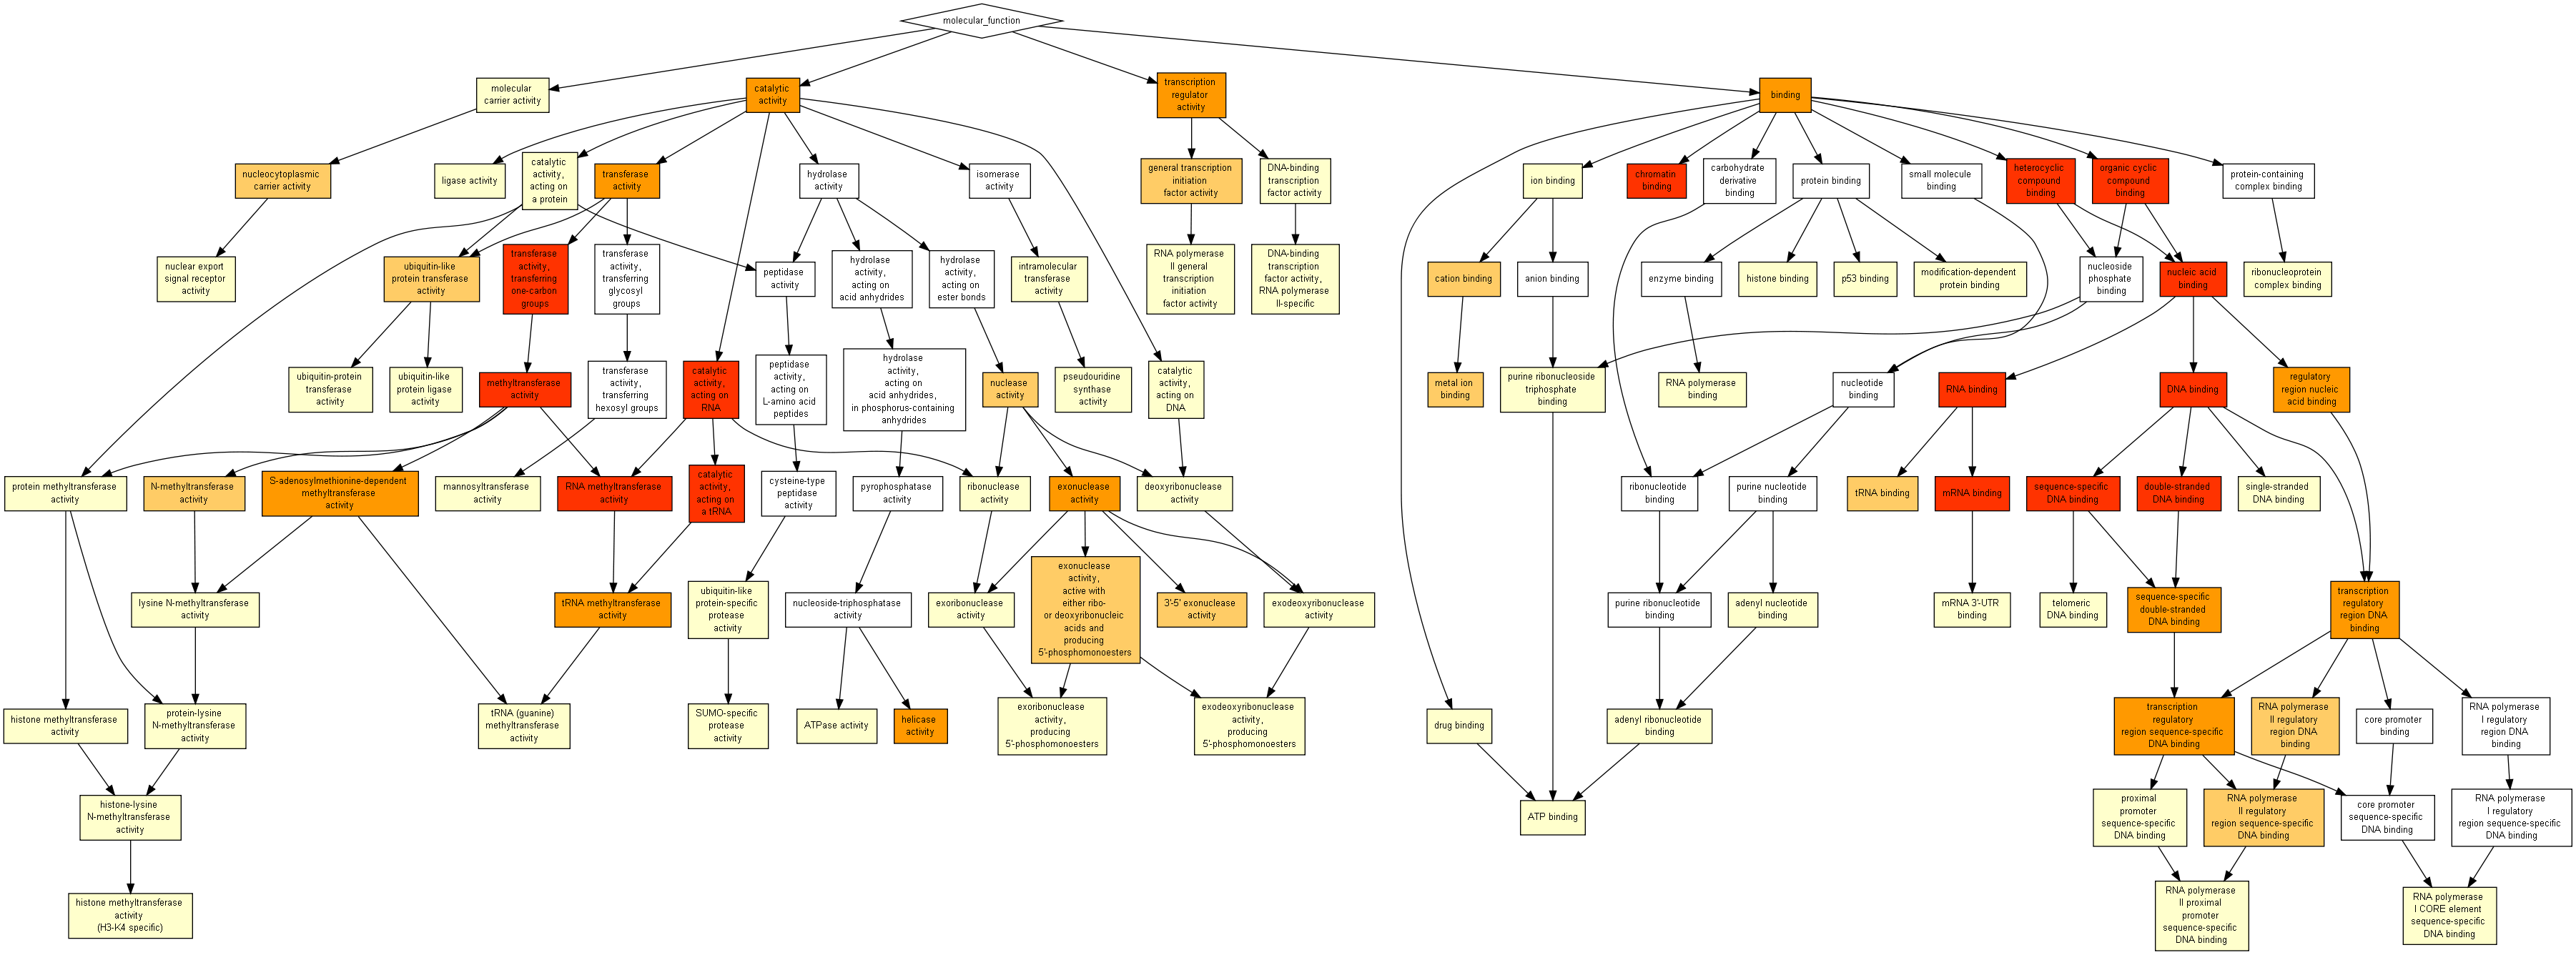 molecular_function
molecular
carrier activity
catalytic
activity
transcription
regulator
activity
binding
nucleocytoplasmic
carrier activity
ligase activity
catalytic
activity,
acting on
a protein
transferase
activity
hydrolase
activity
isomerase
activity
general transcription
initiation
factor activity
DNA-binding
transcription
factor activity
ion binding
chromatin
binding
carbohydrate
derivative
binding
protein binding
small molecule
binding
heterocyclic
compound
binding
organic cyclic
compound
binding
protein-containing
complex binding
nuclear export
signal receptor
activity
ubiquitin-like
protein transferase
activity
transferase
activity,
transferring
one-carbon
groups
transferase
activity,
transferring
glycosyl
groups
peptidase
activity
hydrolase
activity,
acting on
acid anhydrides
hydrolase
activity,
acting on
ester bonds
intramolecular
transferase
activity
RNA polymerase
II general
transcription
initiation
factor activity
DNA-binding
transcription
factor activity,
RNA polymerase
II-specific
cation binding
anion binding
enzyme binding
histone binding
p53 binding
modification-dependent
protein binding
nucleoside
phosphate
binding
nucleic acid
binding
ribonucleoprotein
complex binding
ubiquitin-protein
transferase
activity
ubiquitin-like
protein ligase
activity
methyltransferase
activity
transferase
activity,
transferring
hexosyl groups
catalytic
activity,
acting on
RNA
peptidase
activity,
acting on
L-amino acid
peptides
hydrolase
activity,
acting on
acid anhydrides,
in phosphorus-containing
anhydrides
nuclease
activity
pseudouridine
synthase
activity
catalytic
activity,
acting on
DNA
metal ion
binding
purine ribonucleoside
triphosphate
binding
RNA polymerase
binding
nucleotide
binding
RNA binding
DNA binding
regulatory
region nucleic
acid binding
protein methyltransferase
activity
N-methyltransferase
activity
S-adenosylmethionine-dependent
methyltransferase
activity
mannosyltransferase
activity
RNA methyltransferase
activity
catalytic
activity,
acting on
a tRNA
cysteine-type
peptidase
activity
pyrophosphatase
activity
ribonuclease
activity
exonuclease
activity
deoxyribonuclease
activity
ribonucleotide
binding
purine nucleotide
binding
tRNA binding
mRNA binding
sequence-specific
DNA binding
double-stranded
DNA binding
single-stranded
DNA binding
lysine N-methyltransferase
activity
tRNA methyltransferase
activity
ubiquitin-like
protein-specific
protease
activity
nucleoside-triphosphatase
activity
exoribonuclease
activity
exonuclease
activity,
active with
either ribo-
or deoxyribonucleic
acids and
producing
5'-phosphomonoesters
3'-5' exonuclease
activity
exodeoxyribonuclease
activity
purine ribonucleotide
binding
adenyl nucleotide
binding
mRNA 3'-UTR
binding
telomeric
DNA binding
sequence-specific
double-stranded
DNA binding
transcription
regulatory
region DNA
binding
histone methyltransferase
activity
protein-lysine
N-methyltransferase
activity
tRNA (guanine)
methyltransferase
activity
SUMO-specific
protease
activity
ATPase activity
helicase
activity
exoribonuclease
activity,
producing
5'-phosphomonoesters
exodeoxyribonuclease
activity,
producing
5'-phosphomonoesters
drug binding
adenyl ribonucleotide
binding
transcription
regulatory
region sequence-specific
DNA binding
RNA polymerase
II regulatory
region DNA
binding
core promoter
binding
RNA polymerase
I regulatory
region DNA
binding
histone-lysine
N-methyltransferase
activity
ATP binding
proximal
promoter
sequence-specific
DNA binding
RNA polymerase
II regulatory
region sequence-specific
DNA binding
core promoter
sequence-specific
DNA binding
RNA polymerase
I regulatory
region sequence-specific
DNA binding
histone methyltransferase
activity
(H3-K4 specific)
RNA polymerase
II proximal
promoter
sequence-specific
DNA binding
RNA polymerase
I CORE element
sequence-specific
DNA binding